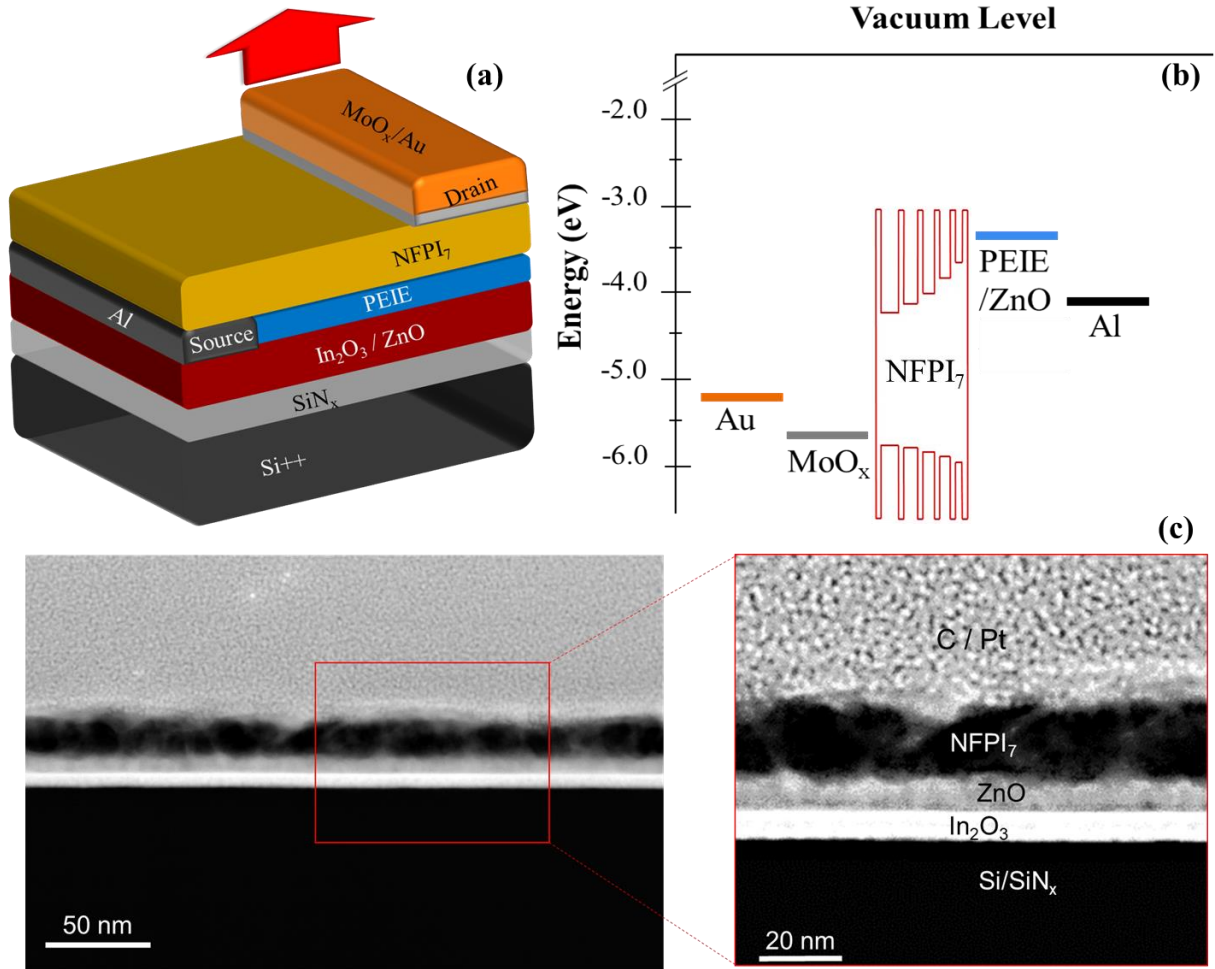 (a)
MoOₓ/Au
Drain
NFPI₇
PEIE
Al
Source
In₂O₃ / ZnO
SiNₓ
Si++
Vacuum Level
(b)
Energy (eV)
-2.0
-3.0
-4.0
-5.0
-6.0
Au
MoOₓ
NFPI₇
PEIE
/ZnO
Al
(c)
50 nm
C / Pt
NFPI₇
ZnO
In₂O₃
Si/SiNₓ
20 nm